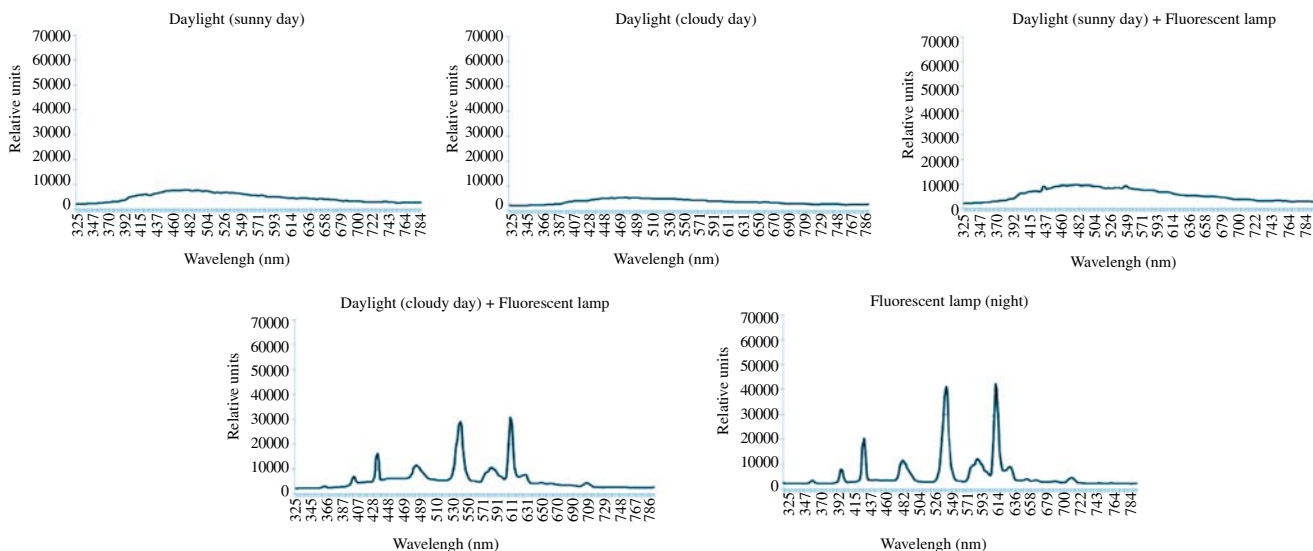 Daylight (sunny day)
70000
60000
50000
40000
30000
20000
10000
0
Relative units
325 347 370 392 415 437 460 482 504 526 549 571 593 614 636 658 679 700 722 743 764 784
Wavelengh (nm)
Daylight (cloudy day)
70000
60000
50000
40000
30000
20000
10000
0
Relative units
325 345 366 387 407 428 448 469 489 510 530 550 571 591 611 631 650 670 690 709 729 748 767 786
Wavelengh (nm)
Daylight (sunny day) + Fluorescent lamp
70000
60000
50000
40000
30000
20000
10000
0
Relative units
325 347 370 392 415 437 460 482 504 526 549 571 593 614 636 658 679 700 722 743 764 784
Wavelengh (nm)
Daylight (cloudy day) + Fluorescent lamp
70000
60000
50000
40000
30000
20000
10000
0
Relative units
325 345 366 387 407 428 448 469 489 510 530 550 571 591 611 631 650 670 690 709 729 748 767 786
Wavelengh (nm)
Fluorescent lamp (night)
70000
60000
50000
40000
30000
20000
10000
0
Relative units
325 347 370 392 415 437 460 482 504 526 549 571 593 614 636 658 679 700 722 743 764 784
Wavelengh (nm)